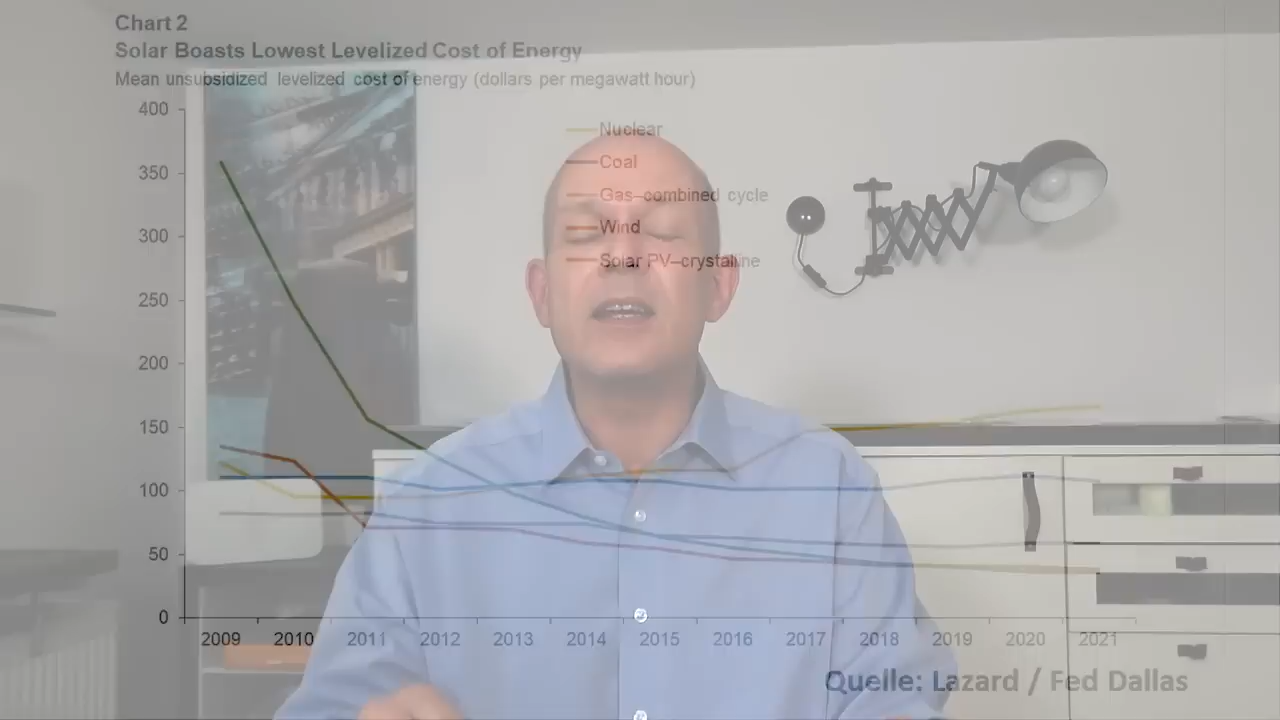 Chart 2
Solar Boasts Lowest Levelized Cost of Energy
Mean unsubsidized levelized cost of energy (dollars per megawatt hour)
400
350
300
250
200
150
100
50
0
Nuclear
Coal
Gas–combined cycle
Wind
Solar PV–crystalline
2009 2010 2011 2012 2013 2014 2015 2016 2017 2018 2019 2020 2021
Quelle: Lazard / Fed Dallas